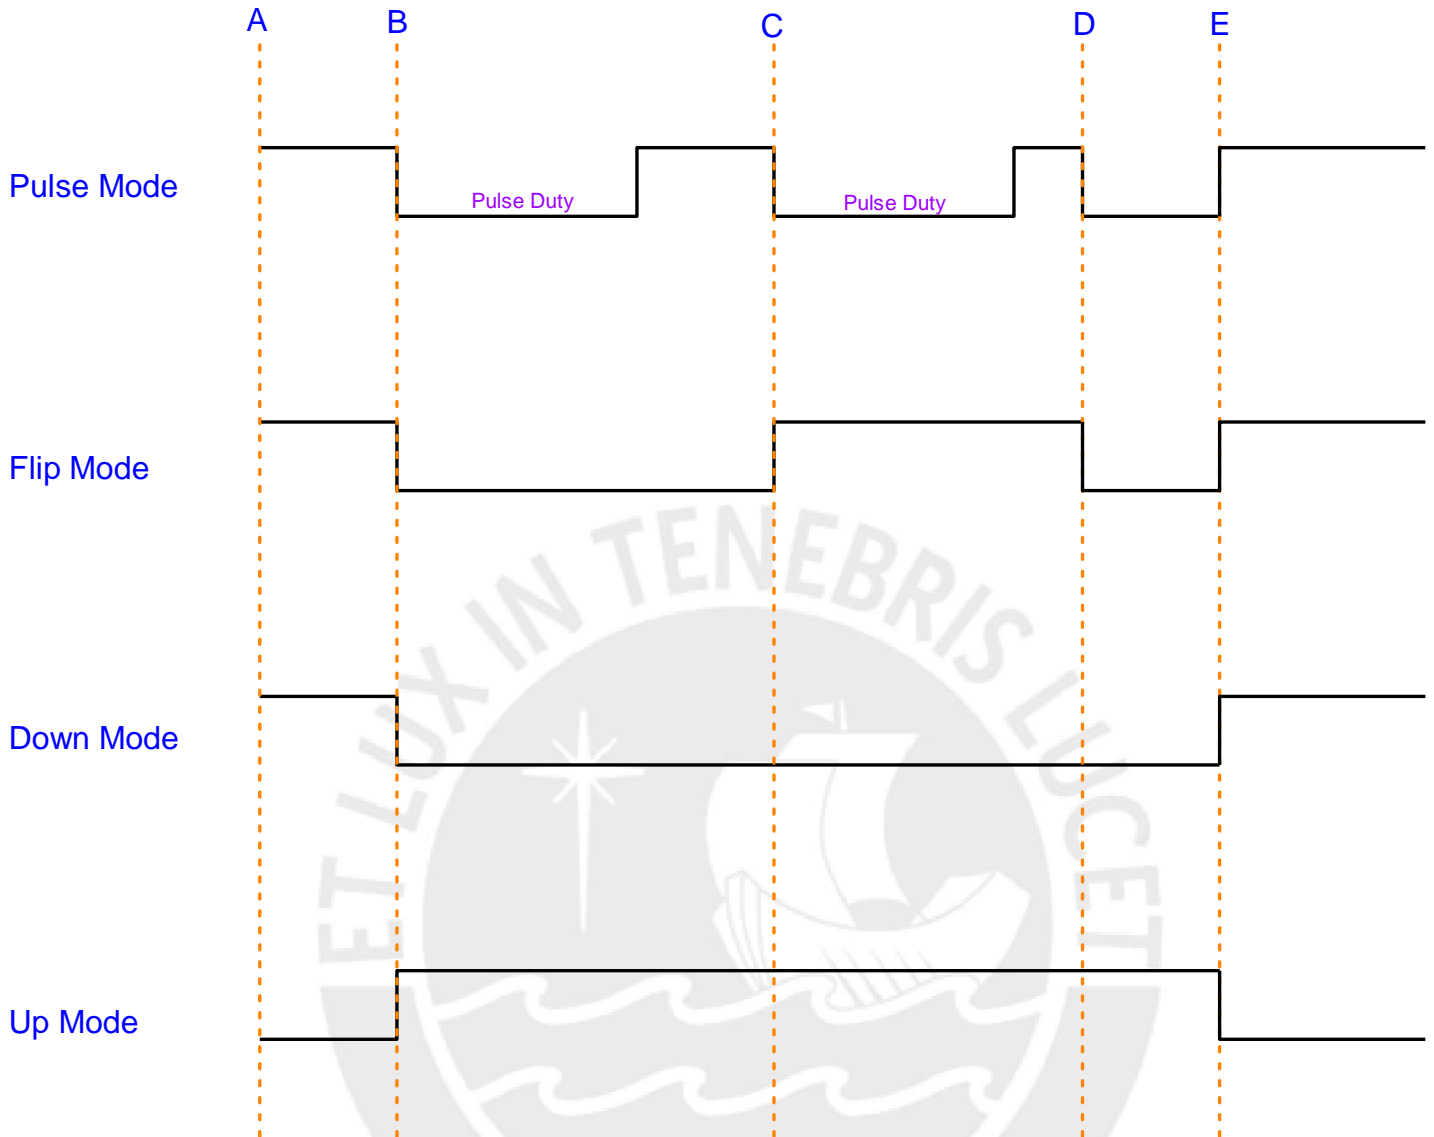 A B C D E
Pulse Mode
Pulse Duty Pulse Duty
Flip Mode
Down Mode
Up Mode
ET LUX IN TENEBRIS LUCET